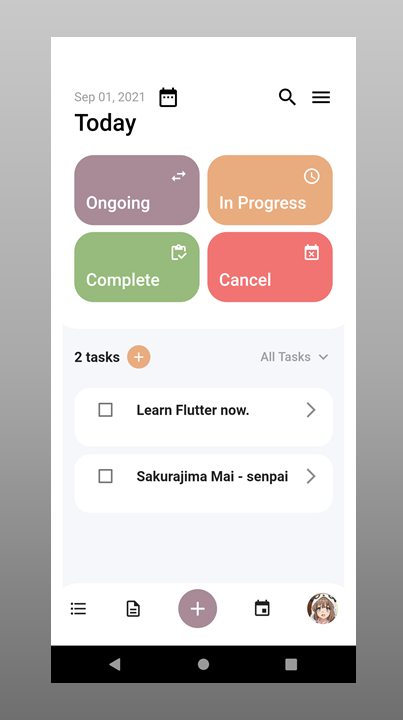 Sep 01, 2021
Today
Ongoing
In Progress
Complete
Cancel
2 tasks
All Tasks
Learn Flutter now.
Sakurajima Mai - senpai